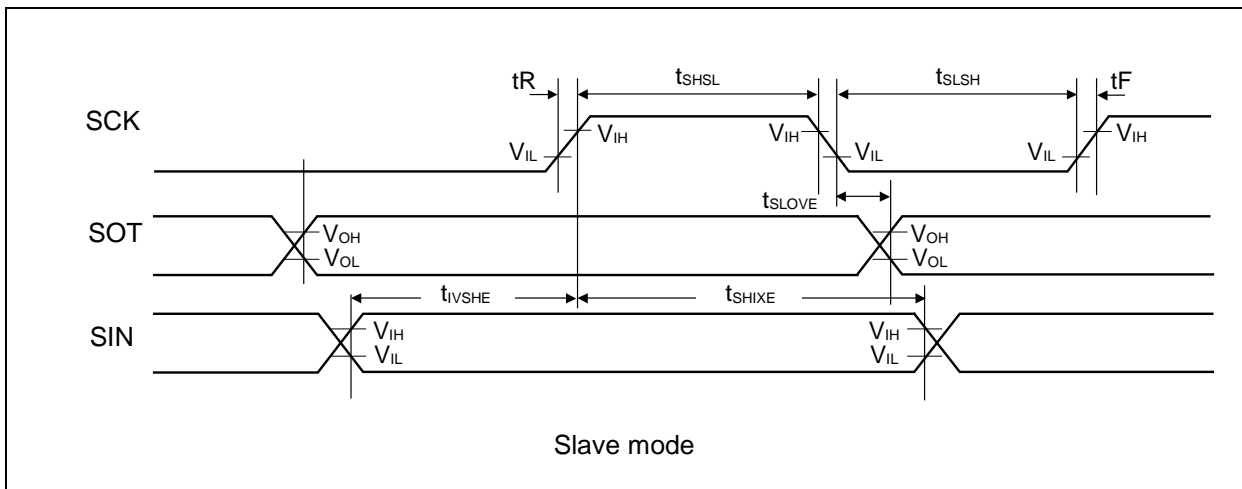 tR tSHSL tSLSH tF
SCK
VIH VIH VIH
VIL VIL VIL
tSLOVE
SOT
VOH VOH
VOL VOL
tIVSHE tSHIXE
SIN
VIH VIH
VIL VIL
Slave mode